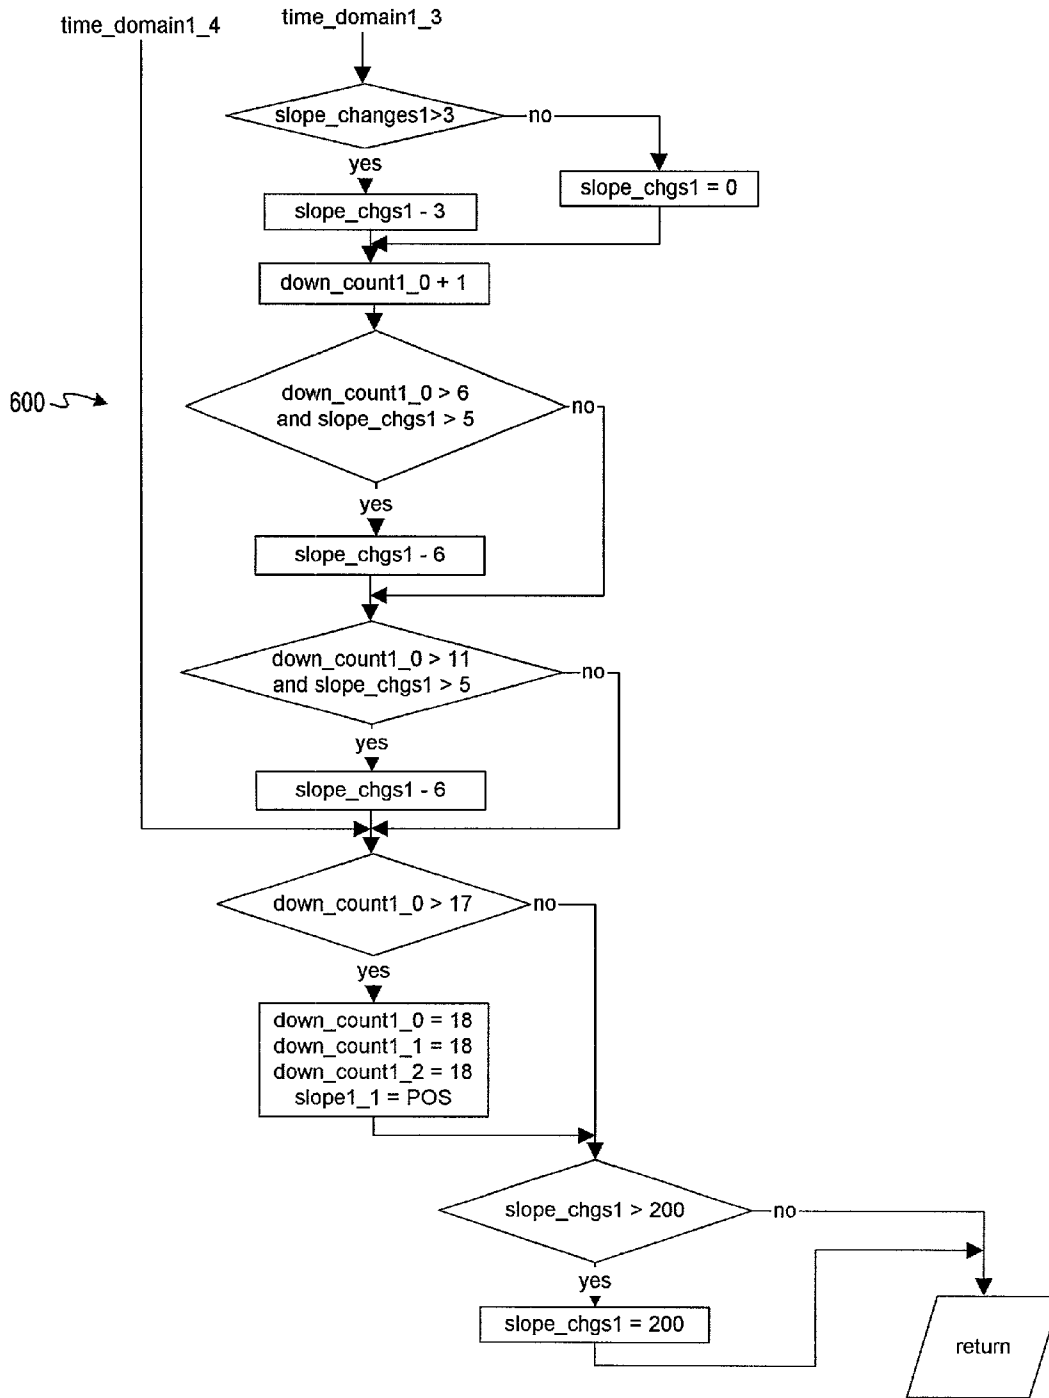 time_domain1_4
time_domain1_3
slope_changes1>3
no
yes
slope_chgs1 = 0
slope_chgs1 - 3
down_count1_0 + 1
600
down_count1_0 > 6
and slope_chgs1 > 5
no
yes
slope_chgs1 - 6
down_count1_0 > 11
and slope_chgs1 > 5
no
yes
slope_chgs1 - 6
down_count1_0 > 17
no
yes
down_count1_0 = 18
down_count1_1 = 18
down_count1_2 = 18
slope1_1 = POS
slope_chgs1 > 200
no
yes
slope_chgs1 = 200
return